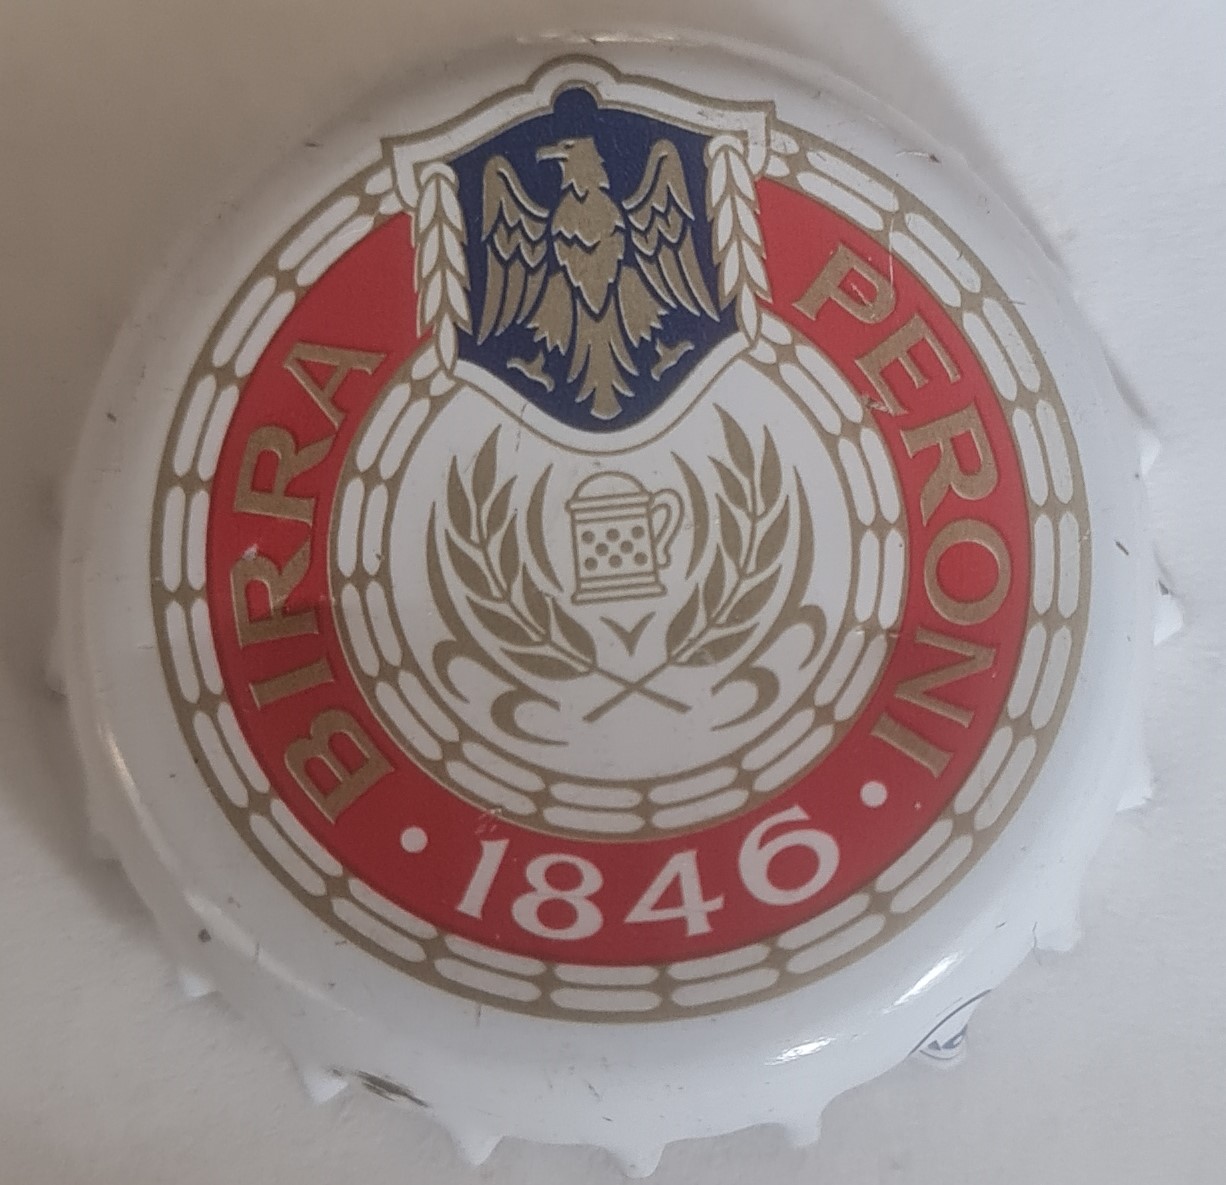 BIRRA PERONI
· 1846 ·